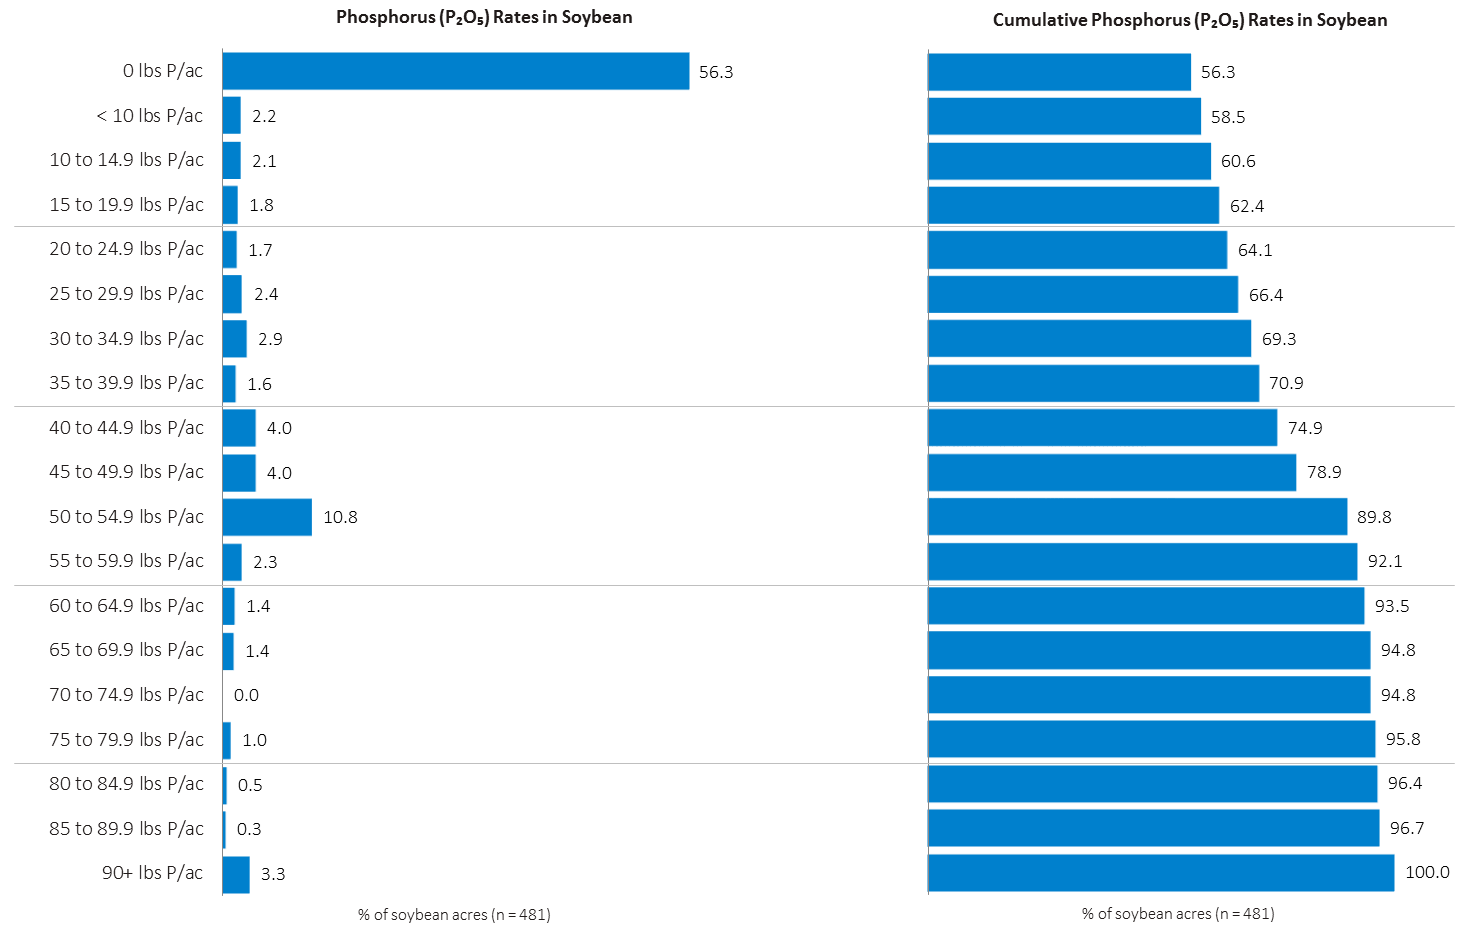 Phosphorus (P₂O₅) Rates in Soybean
Cumulative Phosphorus (P₂O₅) Rates in Soybean
0 lbs P/ac 56.3 56.3
< 10 lbs P/ac 2.2 58.5
10 to 14.9 lbs P/ac 2.1 60.6
15 to 19.9 lbs P/ac 1.8 62.4
20 to 24.9 lbs P/ac 1.7 64.1
25 to 29.9 lbs P/ac 2.4 66.4
30 to 34.9 lbs P/ac 2.9 69.3
35 to 39.9 lbs P/ac 1.6 70.9
40 to 44.9 lbs P/ac 4.0 74.9
45 to 49.9 lbs P/ac 4.0 78.9
50 to 54.9 lbs P/ac 10.8 89.8
55 to 59.9 lbs P/ac 2.3 92.1
60 to 64.9 lbs P/ac 1.4 93.5
65 to 69.9 lbs P/ac 1.4 94.8
70 to 74.9 lbs P/ac 0.0 94.8
75 to 79.9 lbs P/ac 1.0 95.8
80 to 84.9 lbs P/ac 0.5 96.4
85 to 89.9 lbs P/ac 0.3 96.7
90+ lbs P/ac 3.3 100.0
% of soybean acres (n = 481)
% of soybean acres (n = 481)